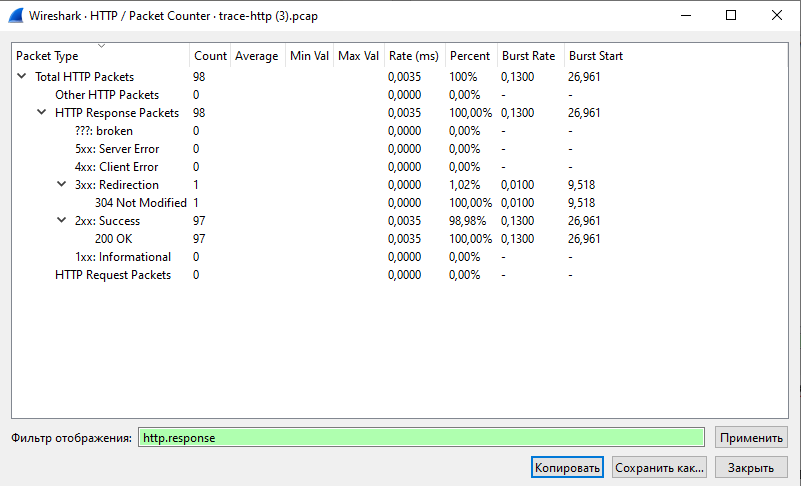 Wireshark · HTTP / Packet Counter · trace-http (3).pcap
Packet Type Count Average Min Val Max Val Rate (ms) Percent Burst Rate Burst Start
Total HTTP Packets 98 0,0035 100% 0,1300 26,961
Other HTTP Packets 0 0,0000 0,00% - -
HTTP Response Packets 98 0,0035 100,00% 0,1300 26,961
???: broken 0 0,0000 0,00% - -
5xx: Server Error 0 0,0000 0,00% - -
4xx: Client Error 0 0,0000 0,00% - -
3xx: Redirection 1 0,0000 1,02% 0,0100 9,518
304 Not Modified 1 0,0000 100,00% 0,0100 9,518
2xx: Success 97 0,0035 98,98% 0,1300 26,961
200 OK 97 0,0035 100,00% 0,1300 26,961
1xx: Informational 0 0,0000 0,00% - -
HTTP Request Packets 0 0,0000 0,00% - -
Фильтр отображения: http.response Применить
Копировать Сохранить как... Закрыть